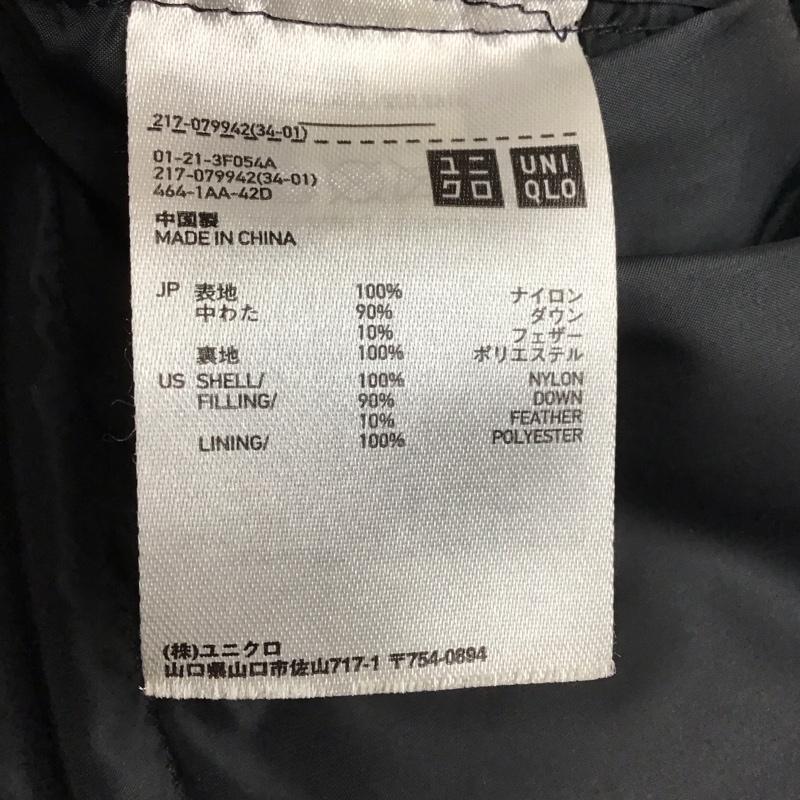 217-079942(34-01)
01-21-3F054A
217-079942(34-01)
464-1AA-42D
ユニ
クロ
UNI
QLO
中国製
MADE IN CHINA
JP 表地 100% ナイロン
中わた 90% ダウン
10% フェザー
裏地 100% ポリエステル
US SHELL/ 100% NYLON
FILLING/ 90% DOWN
10% FEATHER
LINING/ 100% POLYESTER
(株)ユニクロ
山口県山口市佐山717-1 〒754-0894